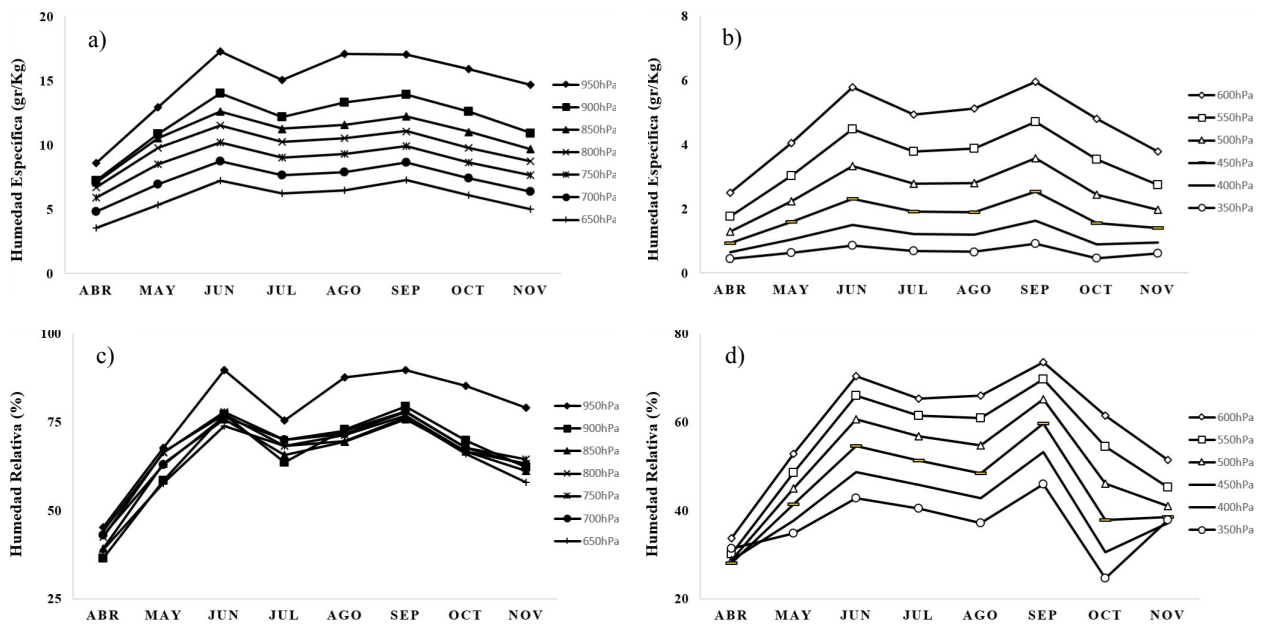 a)
Humedad Específica (gr/Kg)
20
15
10
5
0
ABR MAY JUN JUL AGO SEP OCT NOV
950hPa
900hPa
850hPa
800hPa
750hPa
700hPa
650hPa
b)
Humedad Específica (gr/Kg)
8
6
4
2
0
ABR MAY JUN JUL AGO SEP OCT NOV
600hPa
550hPa
500hPa
450hPa
400hPa
350hPa
c)
Humedad Relativa (%)
100
75
50
25
ABR MAY JUN JUL AGO SEP OCT NOV
950hPa
900hPa
850hPa
800hPa
750hPa
700hPa
650hPa
d)
Humedad Relativa (%)
80
60
40
20
ABR MAY JUN JUL AGO SEP OCT NOV
600hPa
550hPa
500hPa
450hPa
400hPa
350hPa